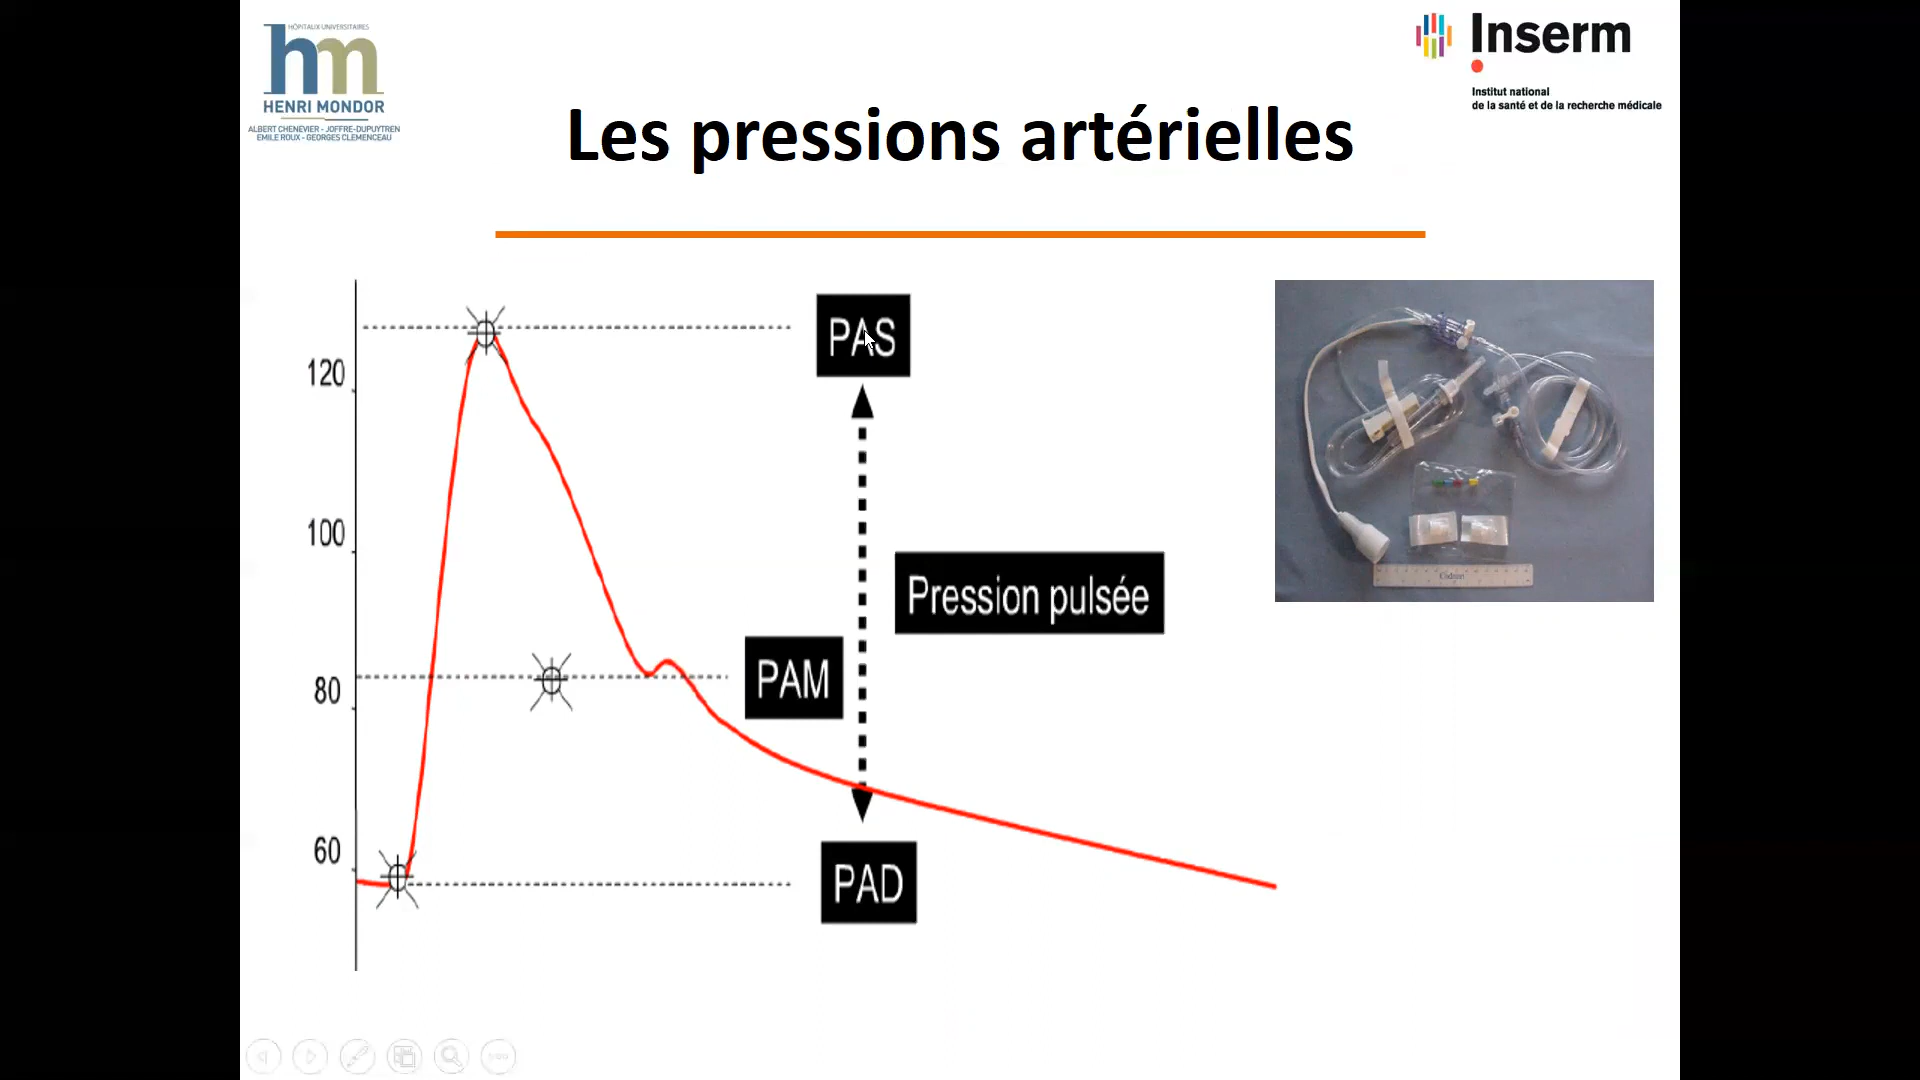 HÔPITAUX UNIVERSITAIRES
hm
HENRI MONDOR
ALBERT CHENEVIER - JOFFRE-DUPUYTREN
EMILE ROUX - GEORGES CLEMENCEAU
Inserm
Institut national
de la santé et de la recherche médicale
Les pressions artérielles
PAS
120
100
Pression pulsée
PAM
80
60
PAD